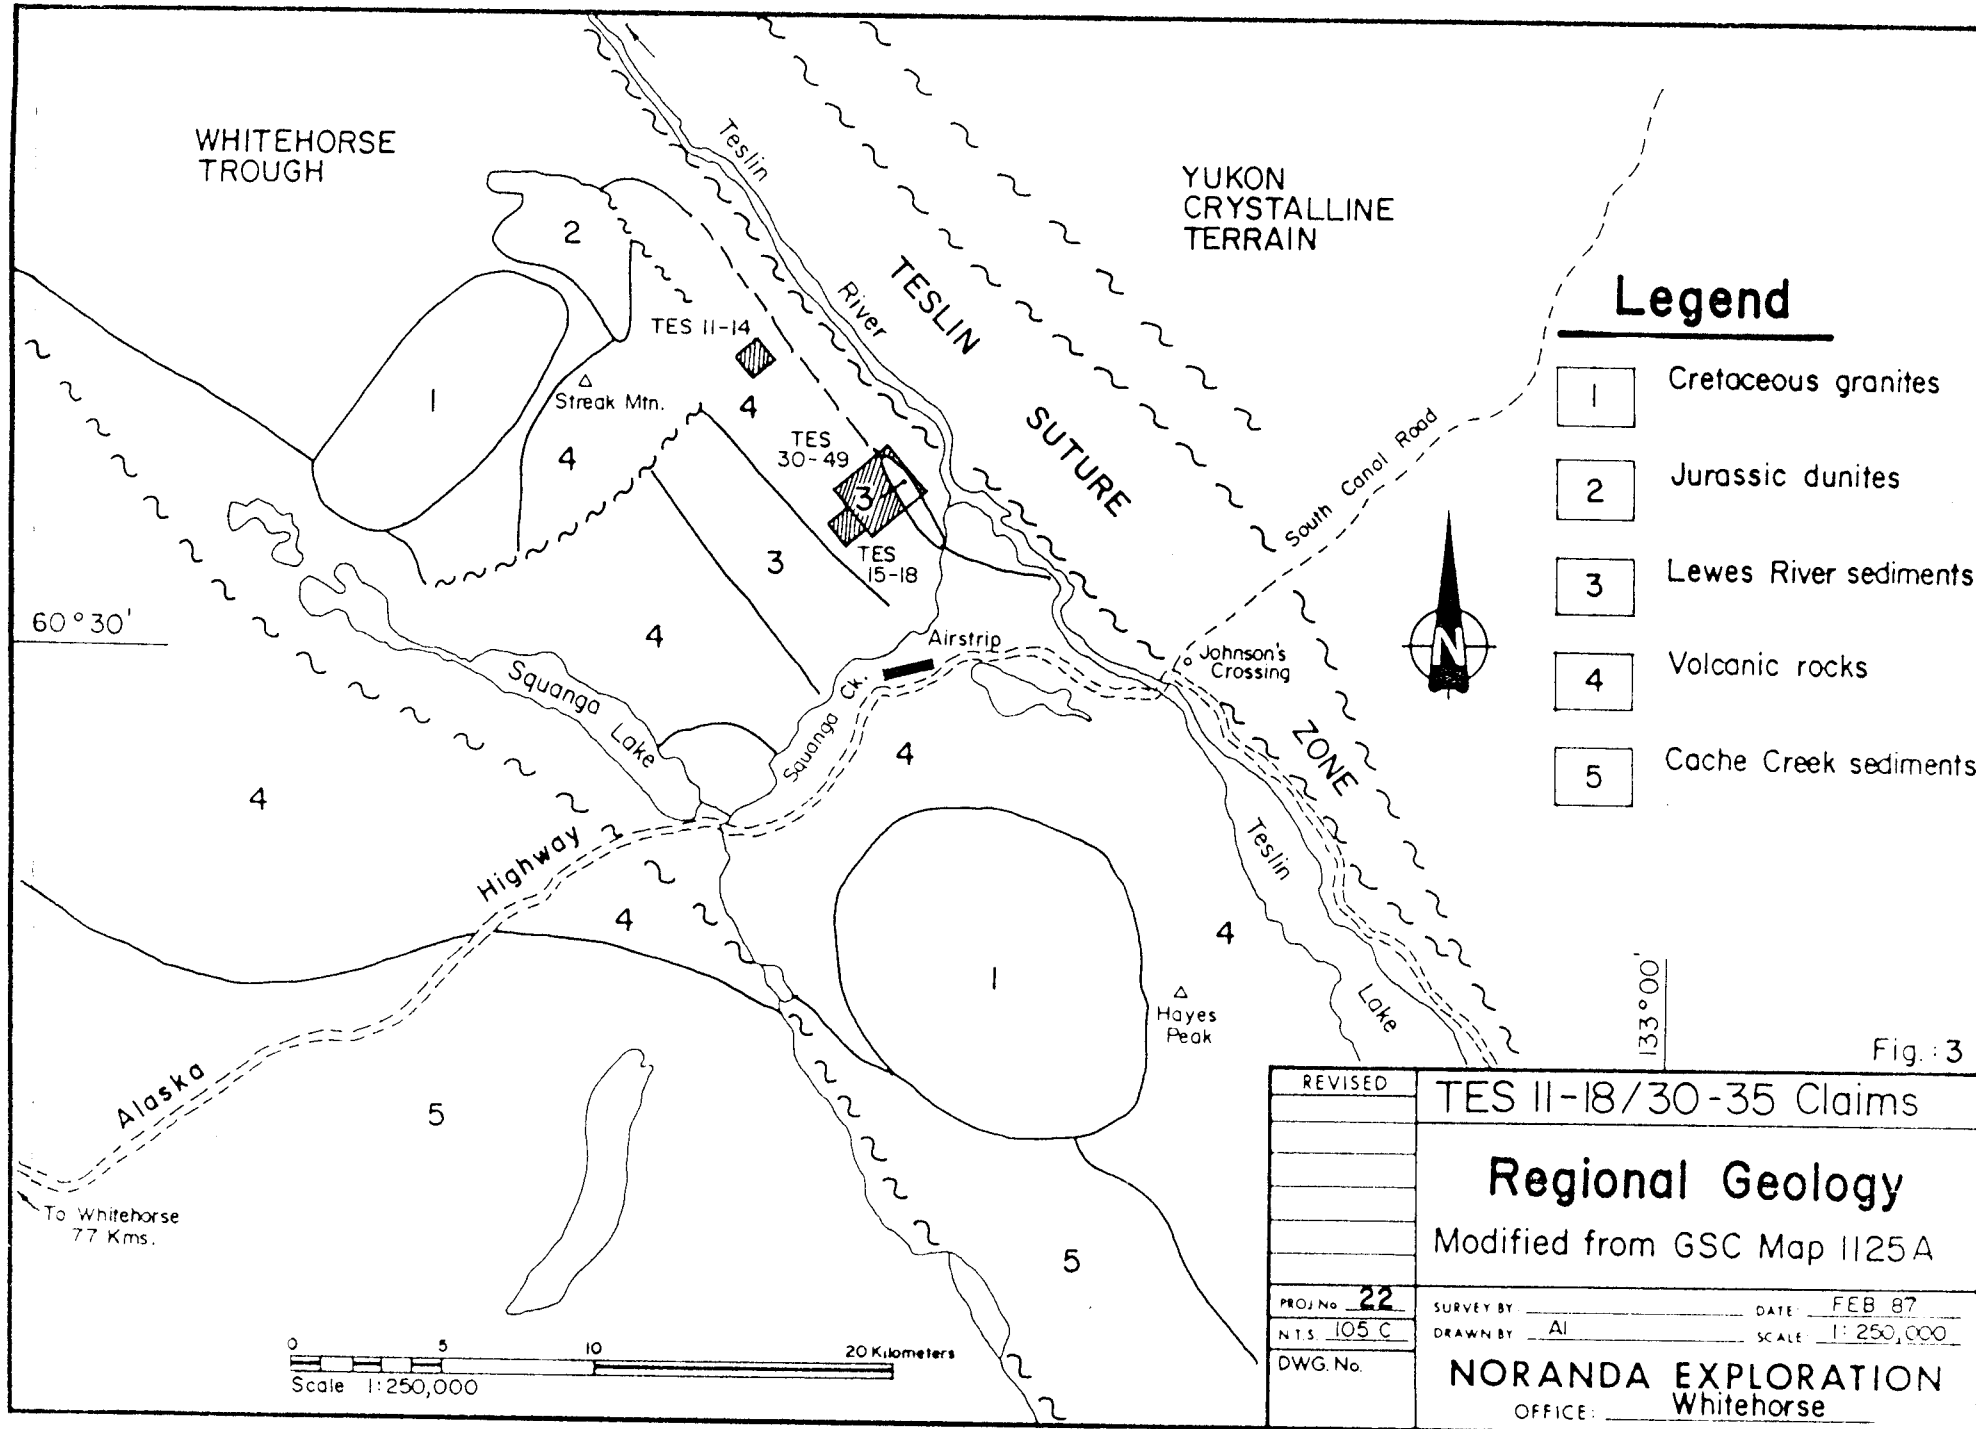 WHITEHORSE
TROUGH
Teslin
River
YUKON
CRYSTALLINE
TERRAIN
TESLIN
SUTURE
ZONE
2
TES 11-14
1
Streak Mtn.
4
4
TES
30-49
3
TES
15-18
3
South Canol Road
60°30'
4
Squanga
Lake
Squanga Ck.
Airstrip
Johnson's
Crossing
4
4
Highway
4
Teslin
Lake
4
1
Hayes
Peak
133°00'
Alaska
5
To Whitehorse
77 Kms.
5
0 5 10 20 Kilometers
Scale 1:250,000
Legend
1 Cretaceous granites
2 Jurassic dunites
3 Lewes River sediments
4 Volcanic rocks
5 Cache Creek sediments
N
Fig.: 3
REVISED
TES 11-18/30-35 Claims
Regional Geology
Modified from GSC Map 1125A
PROJ No 22
SURVEY BY: DATE: FEB 87
N.T.S. 105 C
DRAWN BY AI SCALE: 1:250,000
DWG. No.
NORANDA EXPLORATION
OFFICE: Whitehorse